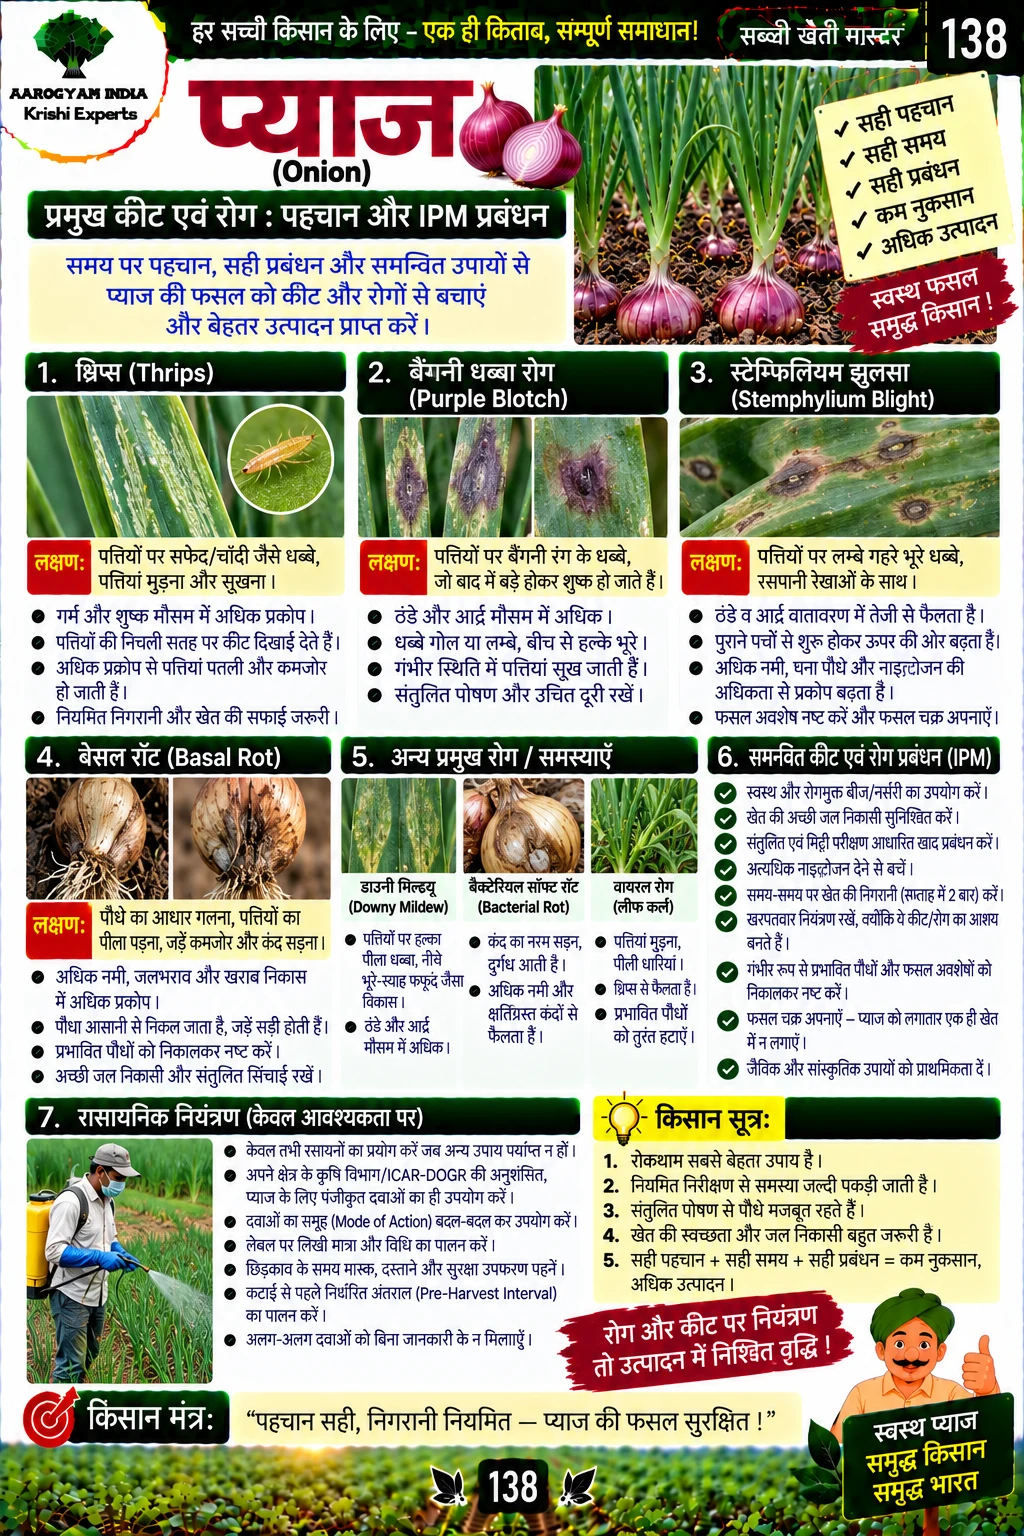 हर सच्ची किसान के लिए – एक ही किताब, संपूर्ण समाधान!
सब्जी खेती मास्टर
138
AAROGYAM INDIA
Krishi Experts
प्याज
(Onion)
प्रमुख कीट एवं रोग : पहचान और IPM प्रबंधन
समय पर पहचान, सही प्रबंधन और समन्वित उपायों से
प्याज की फसल को कीट और रोगों से बचाएं
और बेहतर उत्पादन प्राप्त करें।
✓ सही पहचान
✓ सही समय
✓ सही प्रबंधन
✓ कम नुकसान
✓ अधिक उत्पादन
स्वस्थ फसल
समुद्ध किसान !
1. थ्रिप्स (Thrips)
लक्षण: पत्तियों पर सफेद/चॉदी जैसे धब्बे,
पत्तियां मुड़ना और सूखना।
गर्म और शुष्क मौसम में अधिक प्रकोप।
पत्तियों की निचली सतह पर कीट दिखाई देते हैं।
अधिक प्रक्रोप से पत्तियां पतली और कमजोर
हो जाती हैं।
नियमित निगरानी और खेत की सफाई जरूरी।
2. बैंगनी धब्बा रोग
(Purple Blotch)
लक्षण: पत्तियों पर बैंगनी रंग के धब्बे,
जो बाद में बड़े होकर शुष्क हो जाते हैं।
ठंडे और आर्द्र मौसम में अधिक।
धब्बे गोल या लम्बे, बीच से हल्के भूरे।
गंभीर स्थिति में पत्तियां सूख जाती हैं।
संतुलित पोषण और उचित दूरी रखें।
3. स्टेम्फिलियम झुलसा
(Stemphylium Blight)
लक्षण: पत्तियों पर लम्बे गहरे भूरे धब्बे,
रसपानी रेखाओं के साथ।
ठंडे व आर्द्र वातावरण में तेजी से फैलता है।
पुराने पचों से शुरू होकर ऊपर की ओर बढ़ता हैं।
अधिक नमी, घना पौधे और नाइट्रोजन की
अधिकता से प्रकोप बढ़ता है।
फसल अवशेष नष्ट करें और फसल चक्र अपनाएँ।
4. बेसल रॉट (Basal Rot)
लक्षण: पौधे का आधार गलना, पत्तियों का
पीला पड़ना, जड़ें कमजोर और कंद सड़ना।
अधिक नमी, जलभराव और खराब निकास
में अधिक प्रकोप।
पौधा आसानी से निकल जाता है, जड़ें सड़ी होती हैं।
प्रभावित पौधों को निकालकर नष्ट करें।
अच्छी जल निकासी और संतुलित सिंचाई रखें।
5. अन्य प्रमुख रोग / समस्याएँ
डाउनी मिल्डयू
(Downy Mildew)
पत्तियों पर हल्का
पीला धब्बा, नीये
भूरे-स्याह फफूंद जैसा
विकास।
ठंडे और आर्द्र
मौसम में अधिक।
बैक्टेरियल सॉफ्ट रॉट
(Bacterial Rot)
कंद का नरम सड़न,
दुर्गध आती है।
अधिक नमी और
क्षतिग्रस्त कंदों से
फैलता हैं।
वायरल रोग
(लीफ कर्ल)
पत्तियां मुड़ना,
पीली धारियां।
थ्रिप्स से फैलता हैं।
प्रभावित पौधों
को तुरंत हटाएँ।
6. समनवित कीट एवं रोग प्रबंधन (IPM)
स्वस्थ और रोगमुक्त बीज/नर्सरी का उपयोग करें।
खेत की अच्छी जल निकासी सुनिश्चित करें।
संतुलित एवं मिट्टी परीक्षण आधारित खाद प्रबंधन करें।
अत्यधिक नाइट्रोजन देने से बचें।
समय-समय पर खेत की निगरानी (सप्ताह में 2 बार) करें।
खरपतवार नियंत्रण रखें, क्योंकि ये कीट/रोग का आशय
बनते हैं।
गंभीर रूप से प्रभावित पौधों और फसल अवशेषों को
निकालकर नष्ट करें।
फसल चक्र अपनाएँ – प्याज को लगातार एक ही खेत
में न लगाएँ।
जैविक और सांस्कृतिक उपायों को प्राथमिकता दें।
7. रासायनिक नियंत्रण (केवल आवश्यकता पर)
केवल तभी रसायनों का प्रयोग करें जब अन्य उपाय पर्याप्त न हों।
अपने क्षेत्र के कृषि विभाग/ICAR-DOGR की अनुशंसित,
प्याज के लिए पंजीकृत दवाओं का ही उपयोग करें।
दवाओं का समूह (Mode of Action) बदल-बदल कर उपयोग करें।
लेबल पर लिखी मात्रा और विधि का पालन करें।
छिड़काव के समय मास्क, दस्ताने और सुरक्षा उपकरण पहनें।
कटाई से पहले निर्धारित अंतराल (Pre-Harvest Interval)
का पालन करें।
अलग-अलग दवाओं को बिना जानकारी के न मिलाएँ।
किसान सूत्र:
1. रोकथाम सबसे बेहता उपाय है।
2. नियमित निरीक्षण से समस्या जल्दी पकड़ी जाती है।
3. संतुलित पोषण से पौधे मजबूत रहते हैं।
4. खेत की स्वच्छता और जल निकासी बहुत जरूरी है।
5. सही पहचान + सही समय + सही प्रबंधन = कम नुकसान,
अधिक उत्पादन।
रोग और कीट पर नियंत्रण
तो उत्पादन में निश्चित वृद्धि !
किसान मंत्र: “पहचान सही, निगरानी नियमित — प्याज की फसल सुरक्षित !”
स्वस्थ प्याज
समुद्ध किसान
समुद्ध भारत
138